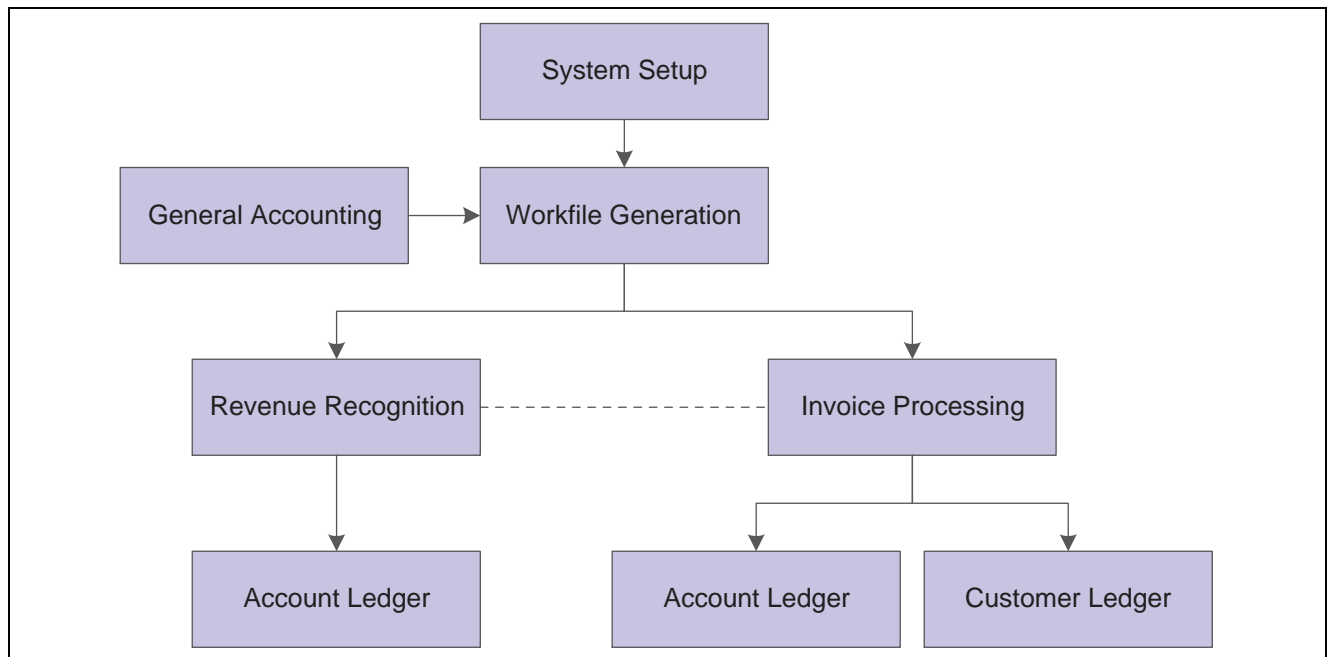 System Setup
General Accounting
Workfile Generation
Revenue Recognition
Invoice Processing
Account Ledger
Account Ledger
Customer Ledger